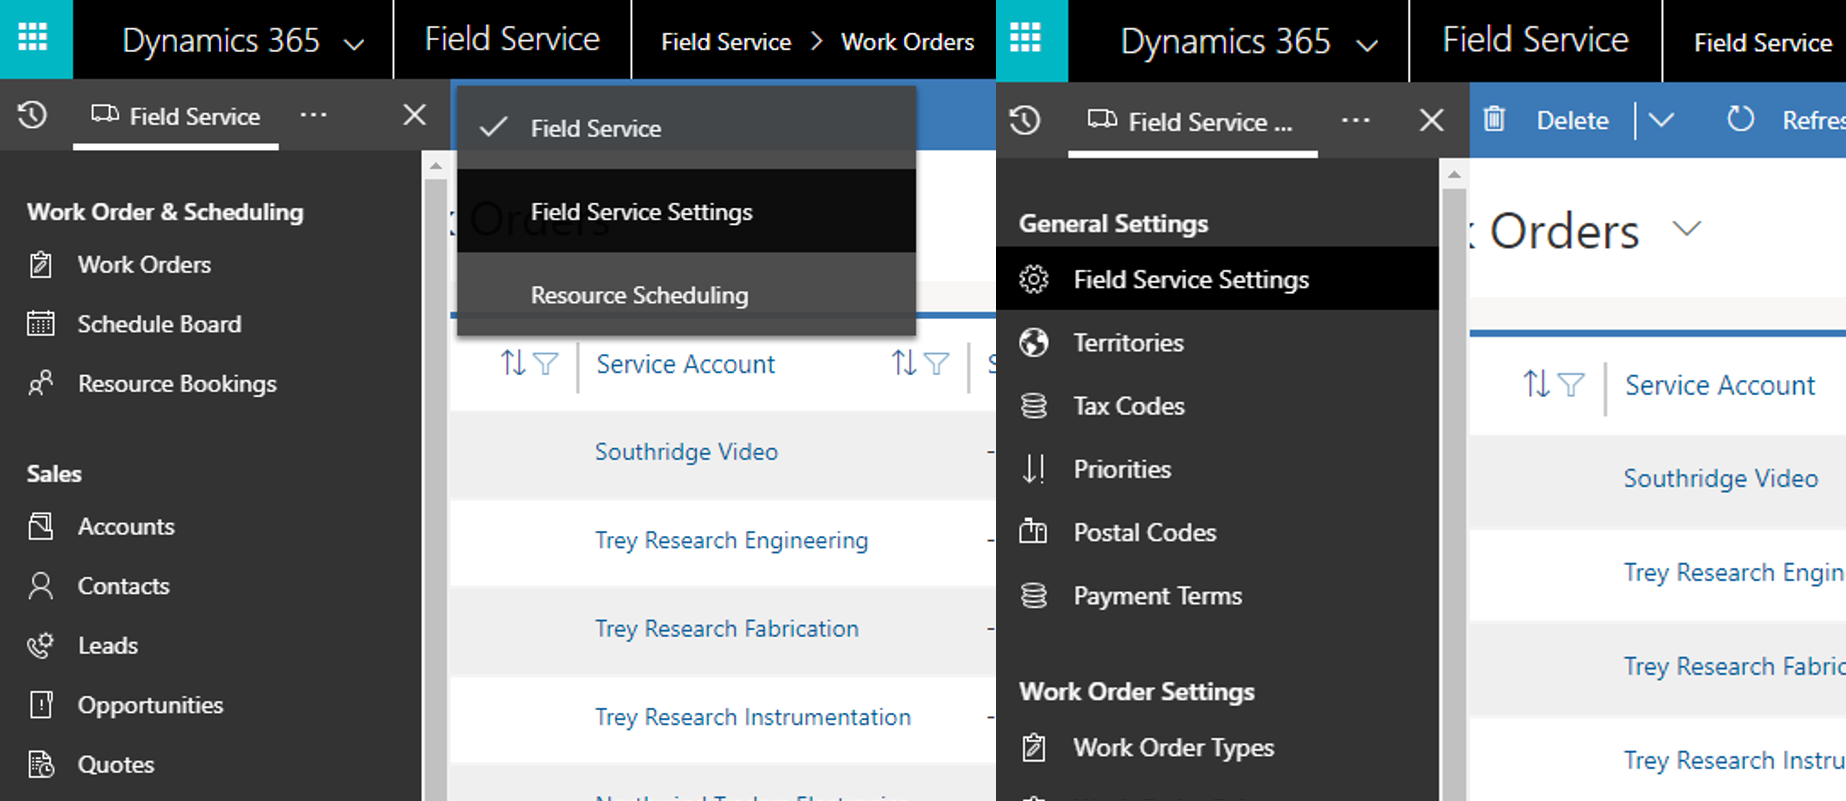 Dynamics 365
Field Service
Field Service > Work Orders
Field Service ...
Work Order & Scheduling
Work Orders
Schedule Board
Resource Bookings
Sales
Accounts
Contacts
Leads
Opportunities
Quotes
Field Service
Field Service Settings
Orders
Resource Scheduling
Service Account
Southridge Video
-
Trey Research Engineering
-
Trey Research Fabrication
-
Trey Research Instrumentation
-
Dynamics 365
Field Service
Field Service
Field Service ... ...
Delete
Refres
General Settings
Field Service Settings
Territories
Tax Codes
Priorities
Postal Codes
Payment Terms
Work Order Settings
Work Order Types
k Orders
Service Account
Southridge Video
Trey Research Engin
Trey Research Fabric
Trey Research Instru